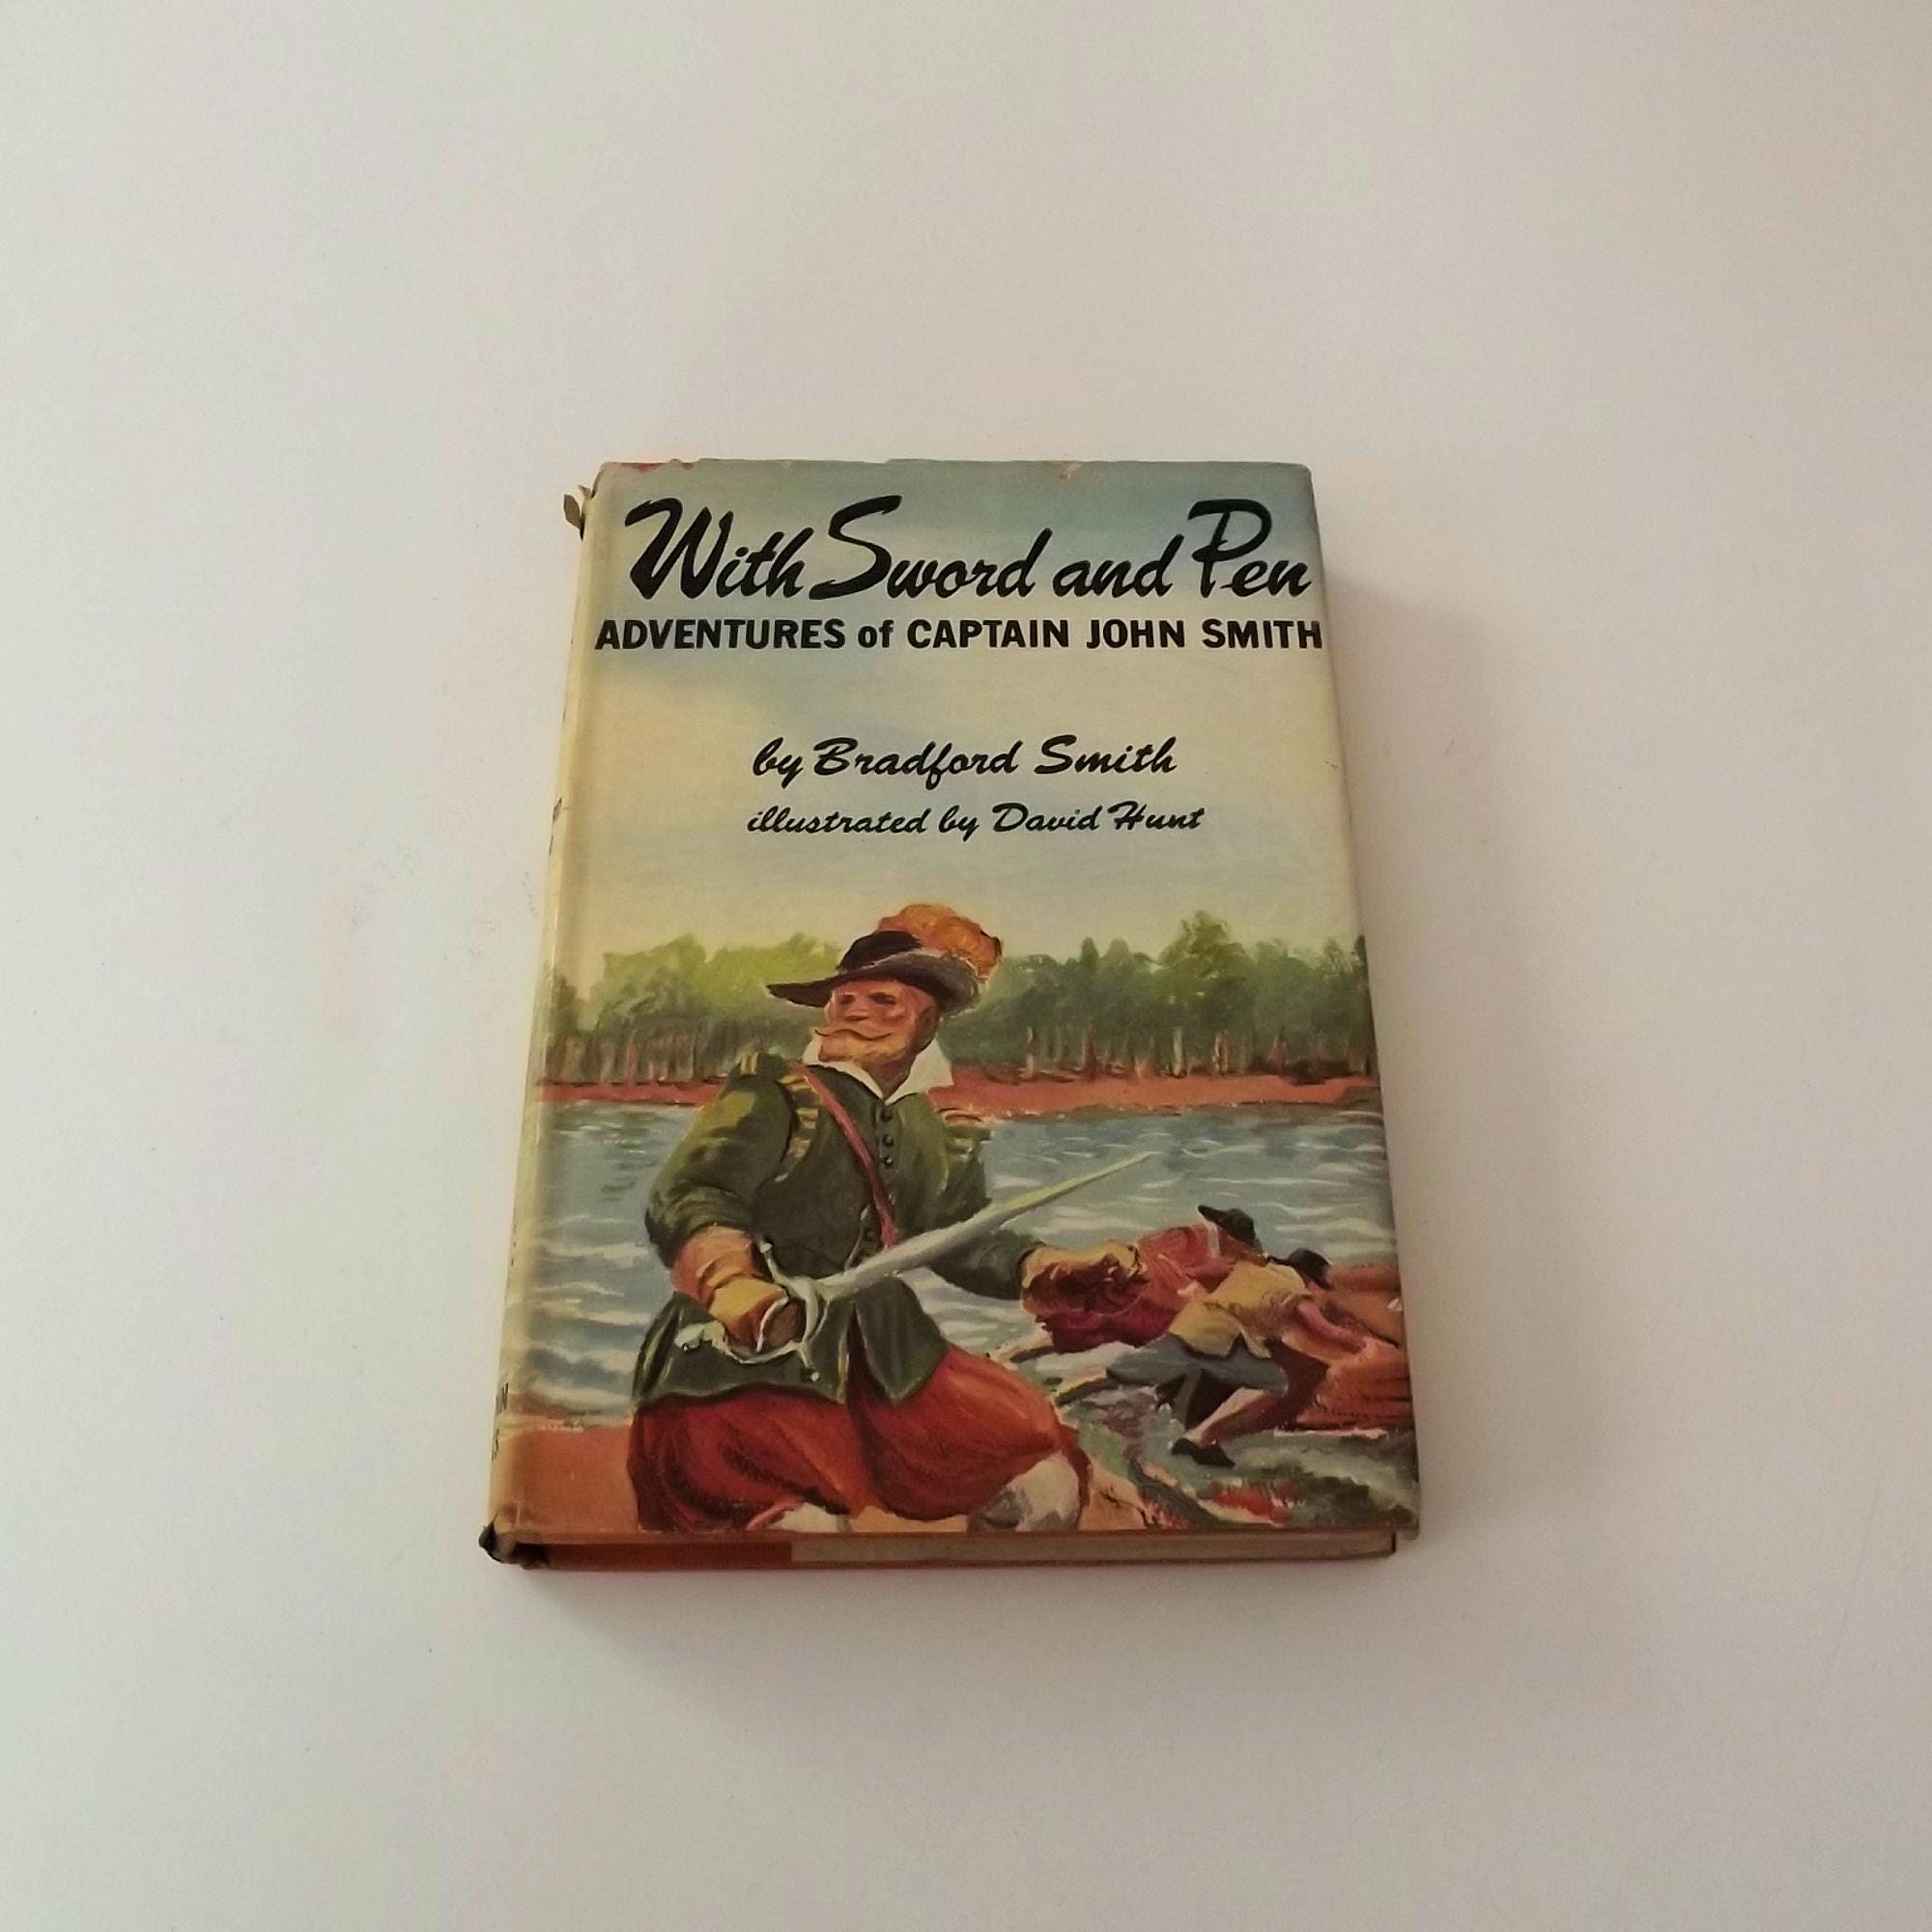 With Sword and Pen
ADVENTURES of CAPTAIN JOHN SMITH
by Bradford Smith
illustrated by David Hunt